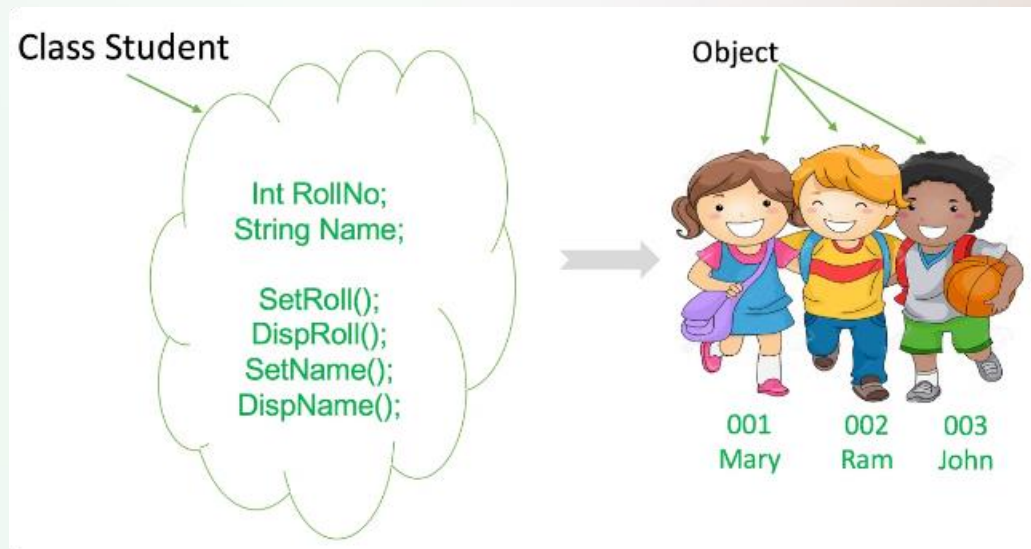 Class Student
Int RollNo;
String Name;
SetRoll();
DispRoll();
SetName();
DispName();
Object
001
Mary
002
Ram
003
John